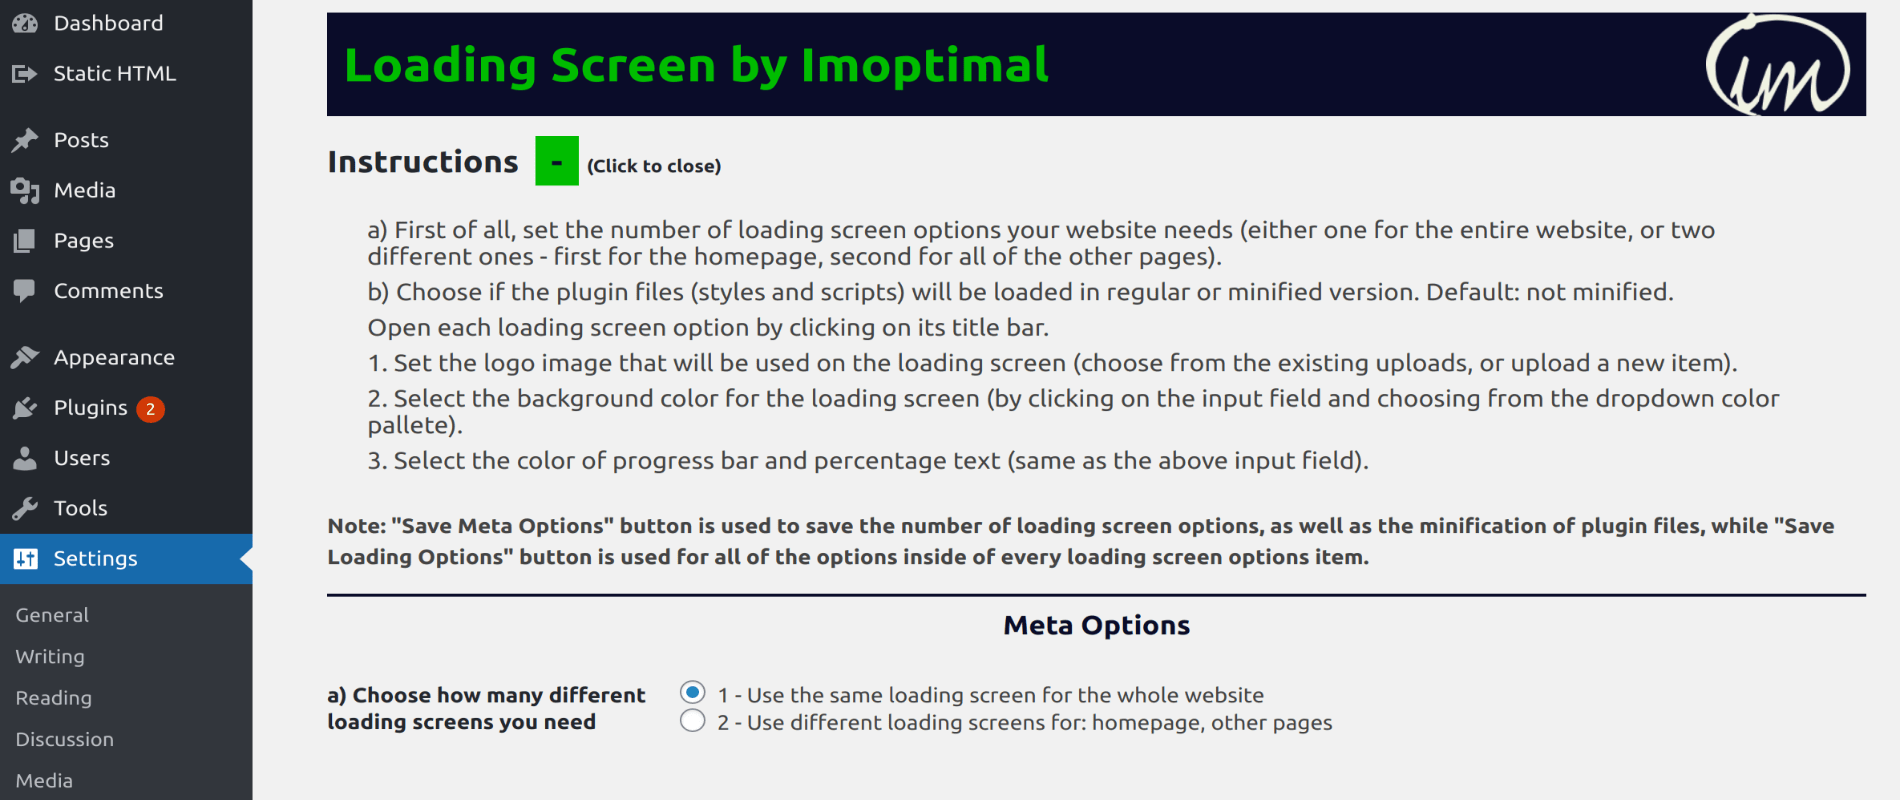 Dashboard
Static HTML
Posts
Media
Pages
Comments
Appearance
Plugins 2
Users
Tools
Settings
General
Writing
Reading
Discussion
Media
Loading Screen by Imoptimal
im
Instructions - (Click to close)
a) First of all, set the number of loading screen options your website needs (either one for the entire website, or two
different ones - first for the homepage, second for all of the other pages).
b) Choose if the plugin files (styles and scripts) will be loaded in regular or minified version. Default: not minified.
Open each loading screen option by clicking on its title bar.
1. Set the logo image that will be used on the loading screen (choose from the existing uploads, or upload a new item).
2. Select the background color for the loading screen (by clicking on the input field and choosing from the dropdown color
pallete).
3. Select the color of progress bar and percentage text (same as the above input field).
Note: "Save Meta Options" button is used to save the number of loading screen options, as well as the minification of plugin files, while "Save
Loading Options" button is used for all of the options inside of every loading screen options item.
Meta Options
a) Choose how many different
loading screens you need
1 - Use the same loading screen for the whole website
2 - Use different loading screens for: homepage, other pages